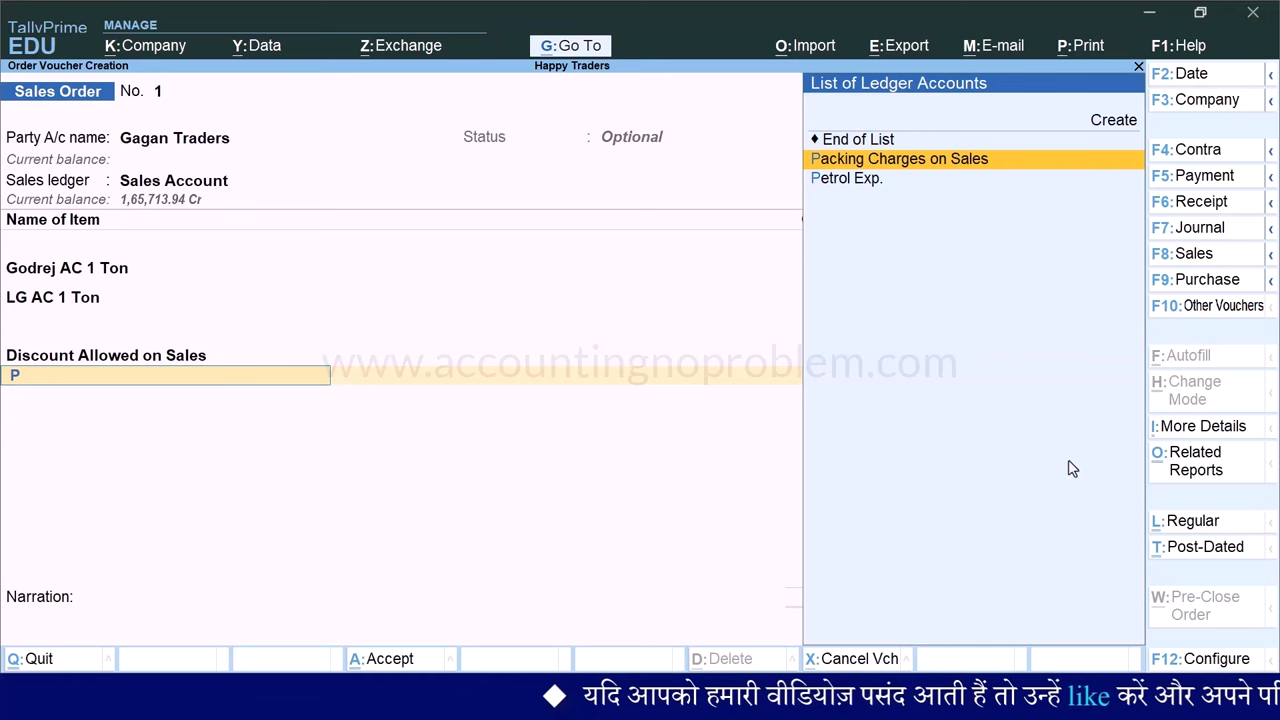 TallyPrime
EDU
MANAGE
K:Company
Y:Data
Z:Exchange
G:Go To
O:Import
E:Export
M:E-mail
P:Print
F1:Help
Order Voucher Creation
Happy Traders
Sales Order No. 1
Party A/c name: Gagan Traders
Status : Optional
Current balance:
Sales ledger : Sales Account
Current balance: 1,65,713.94 Cr
Name of Item
Godrej AC 1 Ton
LG AC 1 Ton
Discount Allowed on Sales
P
www.accountingnoproblem.com
Narration:
List of Ledger Accounts
Create
♦ End of List
Packing Charges on Sales
Petrol Exp.
F2:Date
F3:Company
F4:Contra
F5:Payment
F6:Receipt
F7:Journal
F8:Sales
F9:Purchase
F10:Other Vouchers
F:Autofill
H:Change
Mode
I:More Details
O:Related
Reports
L:Regular
T:Post-Dated
W:Pre-Close
Order
Q:Quit
A:Accept
D:Delete
X:Cancel Vch
F12:Configure
◆ यदि आपको हमारी वीडियोज़ पसंद आती हैं तो उन्हें like करें और अपने परि